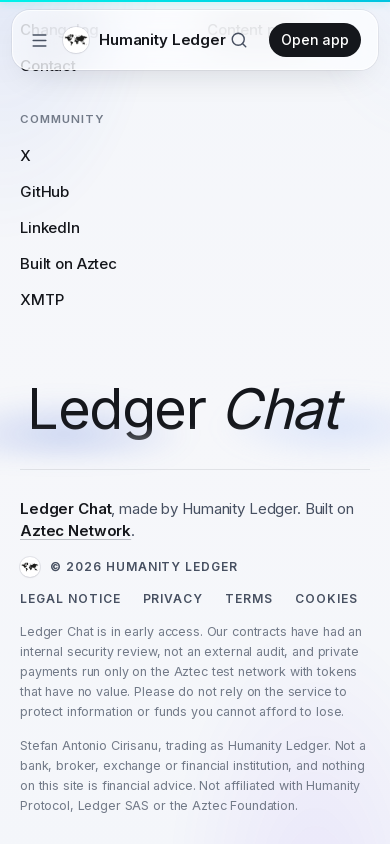 Changelog
Content
Humanity Ledger
Open app
Contact
COMMUNITY
X
GitHub
LinkedIn
Built on Aztec
XMTP
Ledger Chat
Ledger Chat, made by Humanity Ledger. Built on
Aztec Network.
© 2026 HUMANITY LEDGER
LEGAL NOTICE PRIVACY TERMS COOKIES
Ledger Chat is in early access. Our contracts have had an
internal security review, not an external audit, and private
payments run only on the Aztec test network with tokens
that have no value. Please do not rely on the service to
protect information or funds you cannot afford to lose.
Stefan Antonio Cirisanu, trading as Humanity Ledger. Not a
bank, broker, exchange or financial institution, and nothing
on this site is financial advice. Not affiliated with Humanity
Protocol, Ledger SAS or the Aztec Foundation.